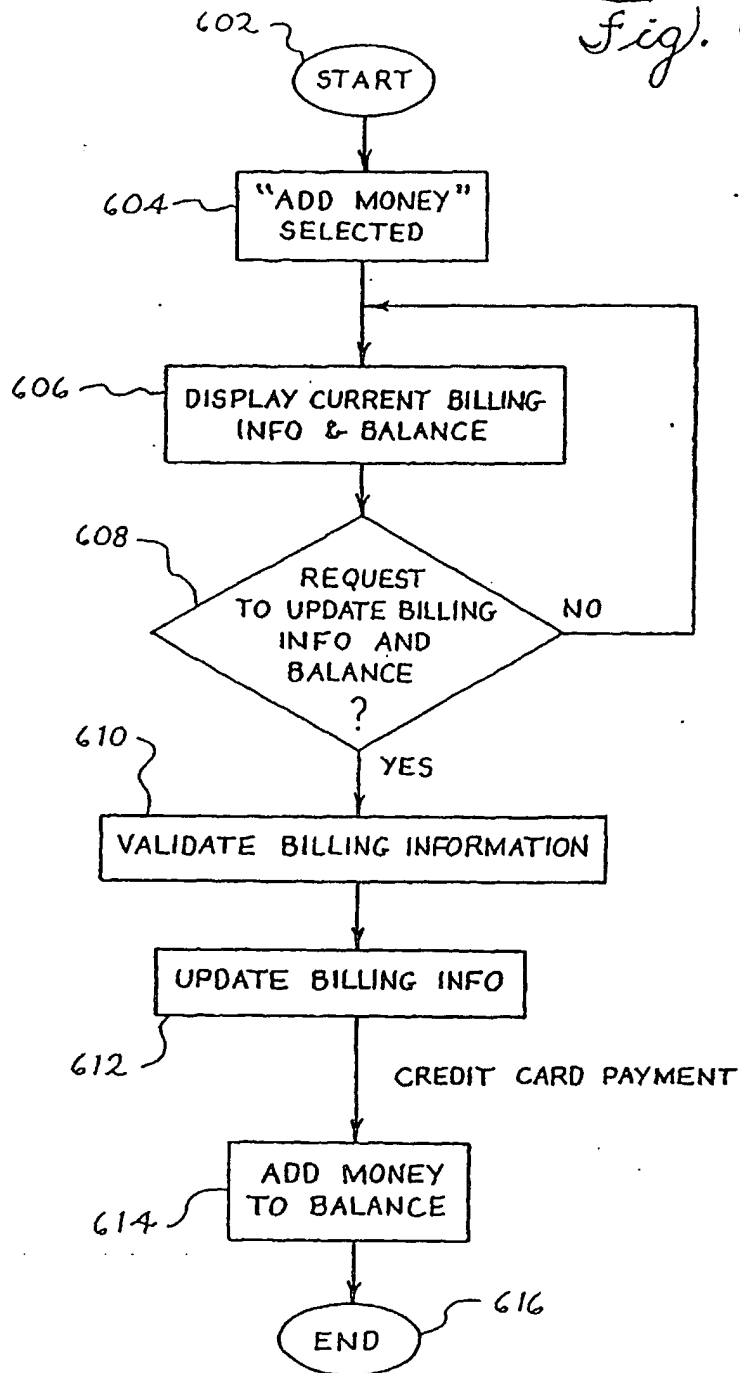 Fig.
602
START
604
"ADD MONEY"
SELECTED
606
DISPLAY CURRENT BILLING
INFO & BALANCE
608
REQUEST
TO UPDATE BILLING
INFO AND
BALANCE
?
NO
610
YES
VALIDATE BILLING INFORMATION
UPDATE BILLING INFO
612
CREDIT CARD PAYMENT
ADD MONEY
TO BALANCE
614
616
END